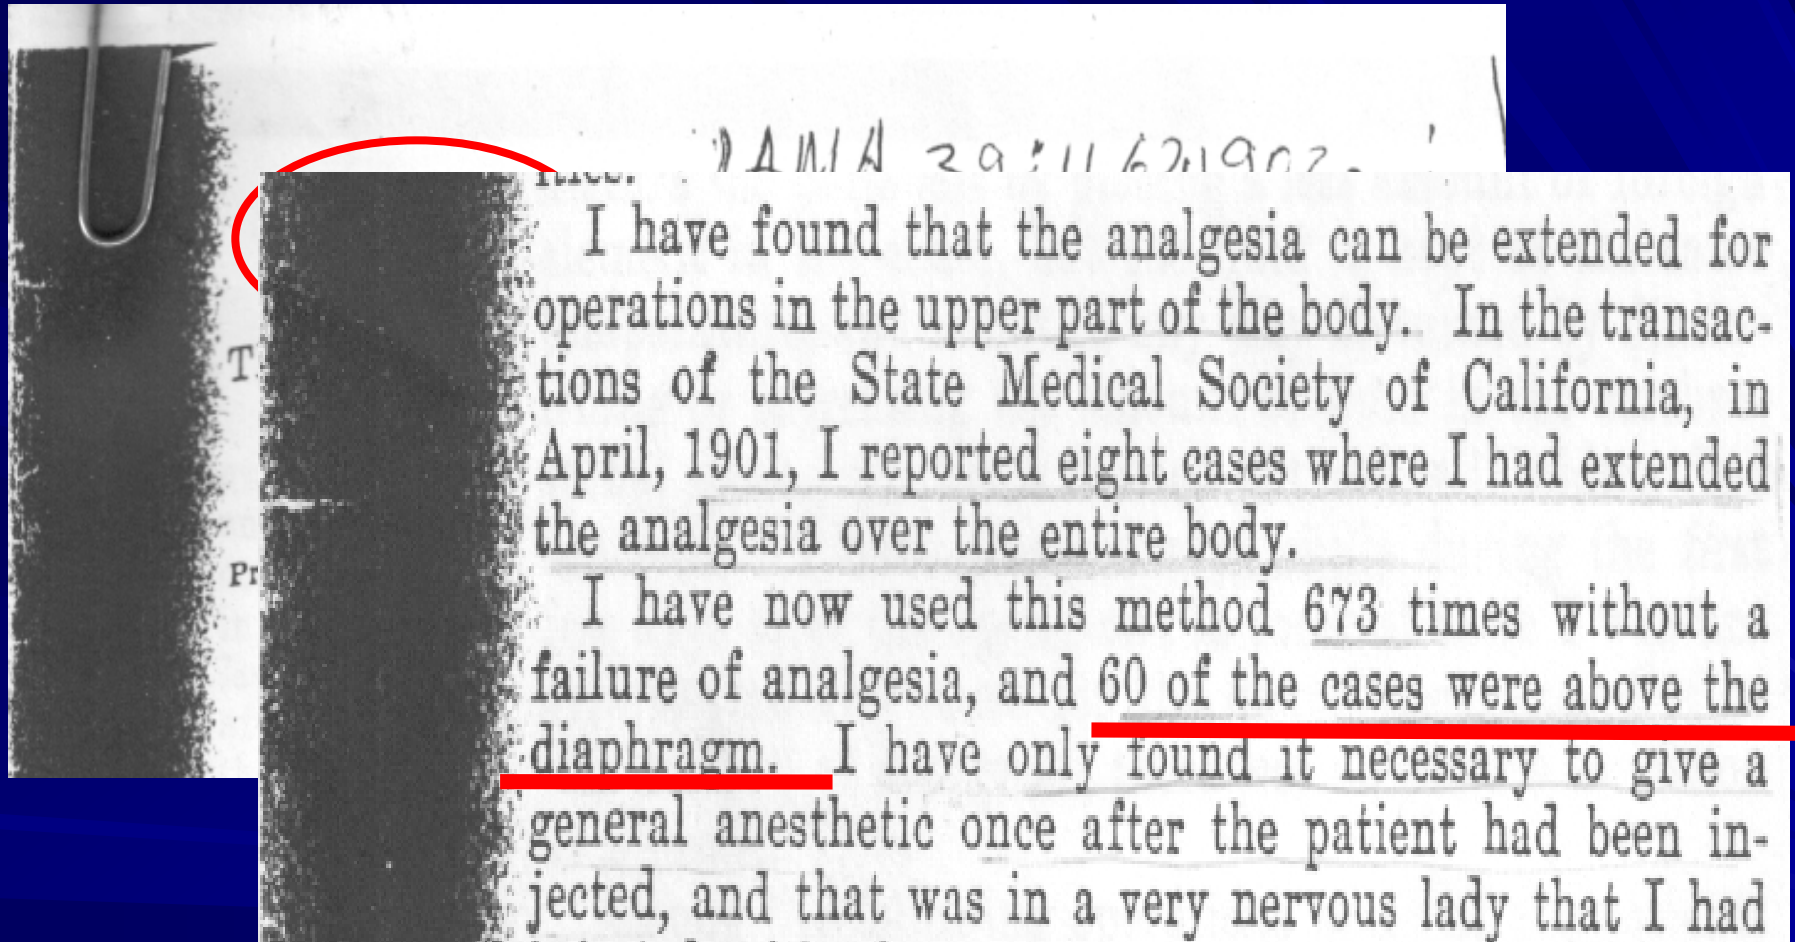 JAMA 39:1162, 1902.
T
Pr
ities.
I have found that the analgesia can be extended for
operations in the upper part of the body. In the transac-
tions of the State Medical Society of California, in
April, 1901, I reported eight cases where I had extended
the analgesia over the entire body.
I have now used this method 673 times without a
failure of analgesia, and 60 of the cases were above the
diaphragm. I have only found it necessary to give a
general anesthetic once after the patient had been in-
jected, and that was in a very nervous lady that I had